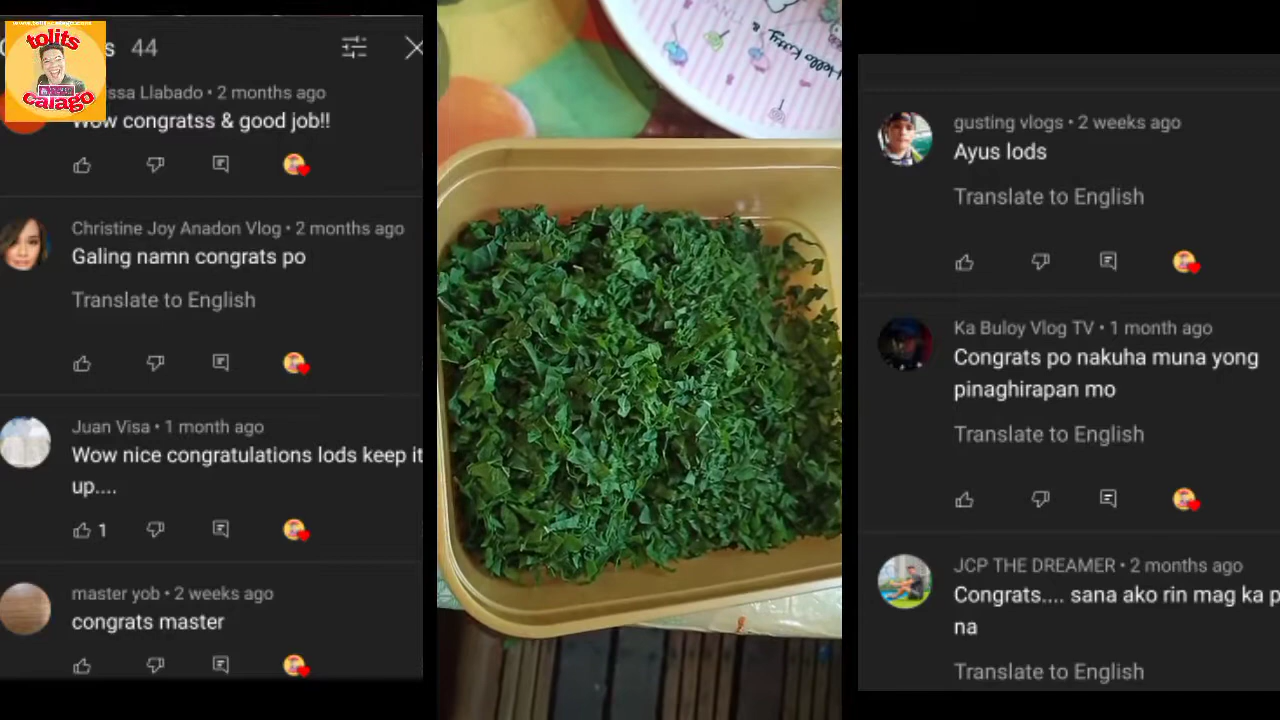 www.tolitscalago.com
tolits
calago
s 44
ssa Llabado • 2 months ago
Wow congratss & good job!!
Christine Joy Anadon Vlog • 2 months ago
Galing namn congrats po
Translate to English
Juan Visa • 1 month ago
Wow nice congratulations lods keep it
up....
1
master yob • 2 weeks ago
congrats master
Hello Kitty
gusting vlogs • 2 weeks ago
Ayus lods
Translate to English
Ka Buloy Vlog TV • 1 month ago
Congrats po nakuha muna yong
pinaghirapan mo
Translate to English
JCP THE DREAMER • 2 months ago
Congrats.... sana ako rin mag ka p
na
Translate to English